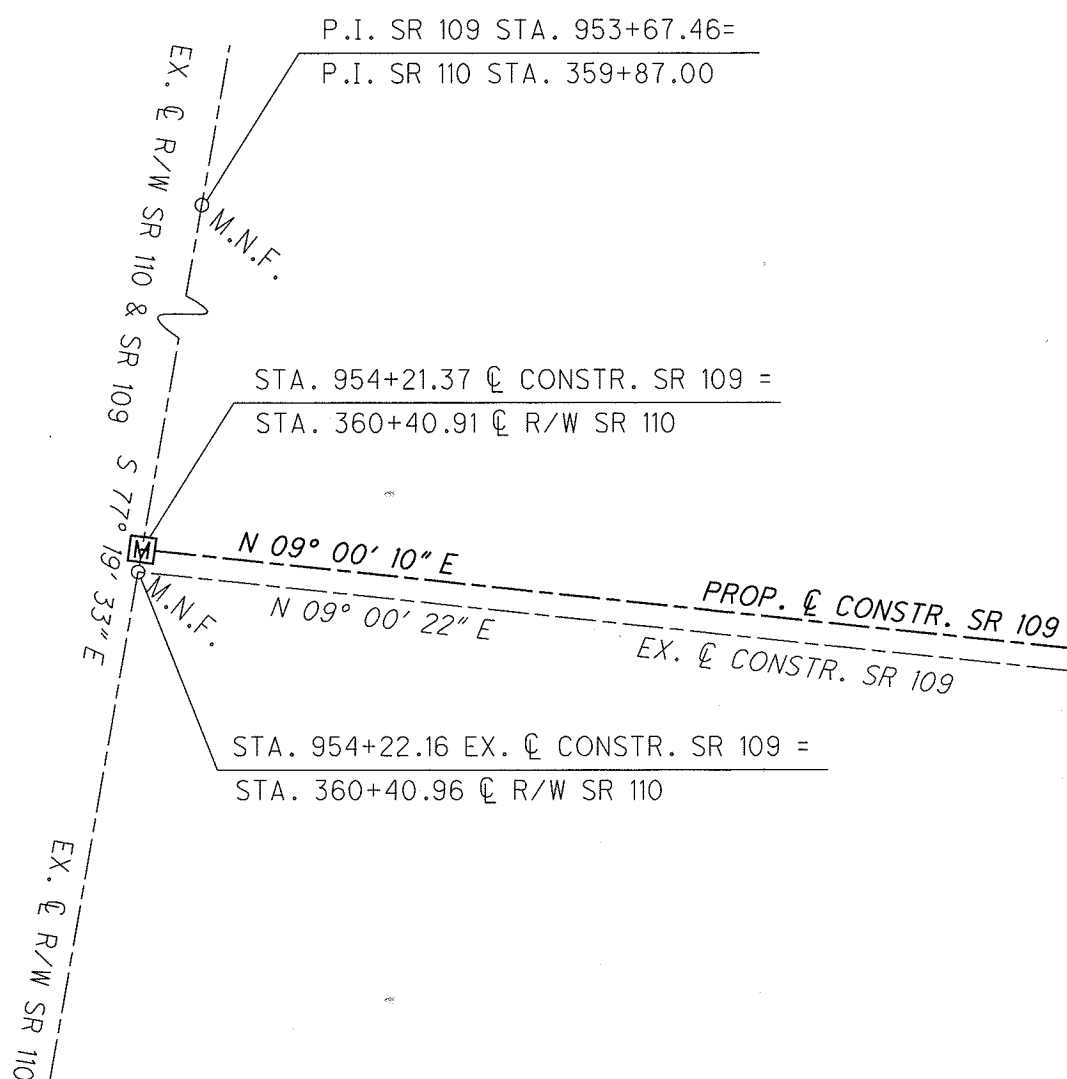 P.I. SR 109 STA. 953+67.46=
P.I. SR 110 STA. 359+87.00
EX. ℄ R/W SR 110 & SR 109 S 77° 19' 33" E
M.N.F.
STA. 954+21.37 ℄ CONSTR. SR 109 =
STA. 360+40.91 ℄ R/W SR 110
M
N 09° 00' 10" E
PROP. ℄ CONSTR. SR 109
M.N.F.
N 09° 00' 22" E
EX. ℄ CONSTR. SR 109
STA. 954+22.16 EX. ℄ CONSTR. SR 109 =
STA. 360+40.96 ℄ R/W SR 110
EX. ℄ R/W SR 110